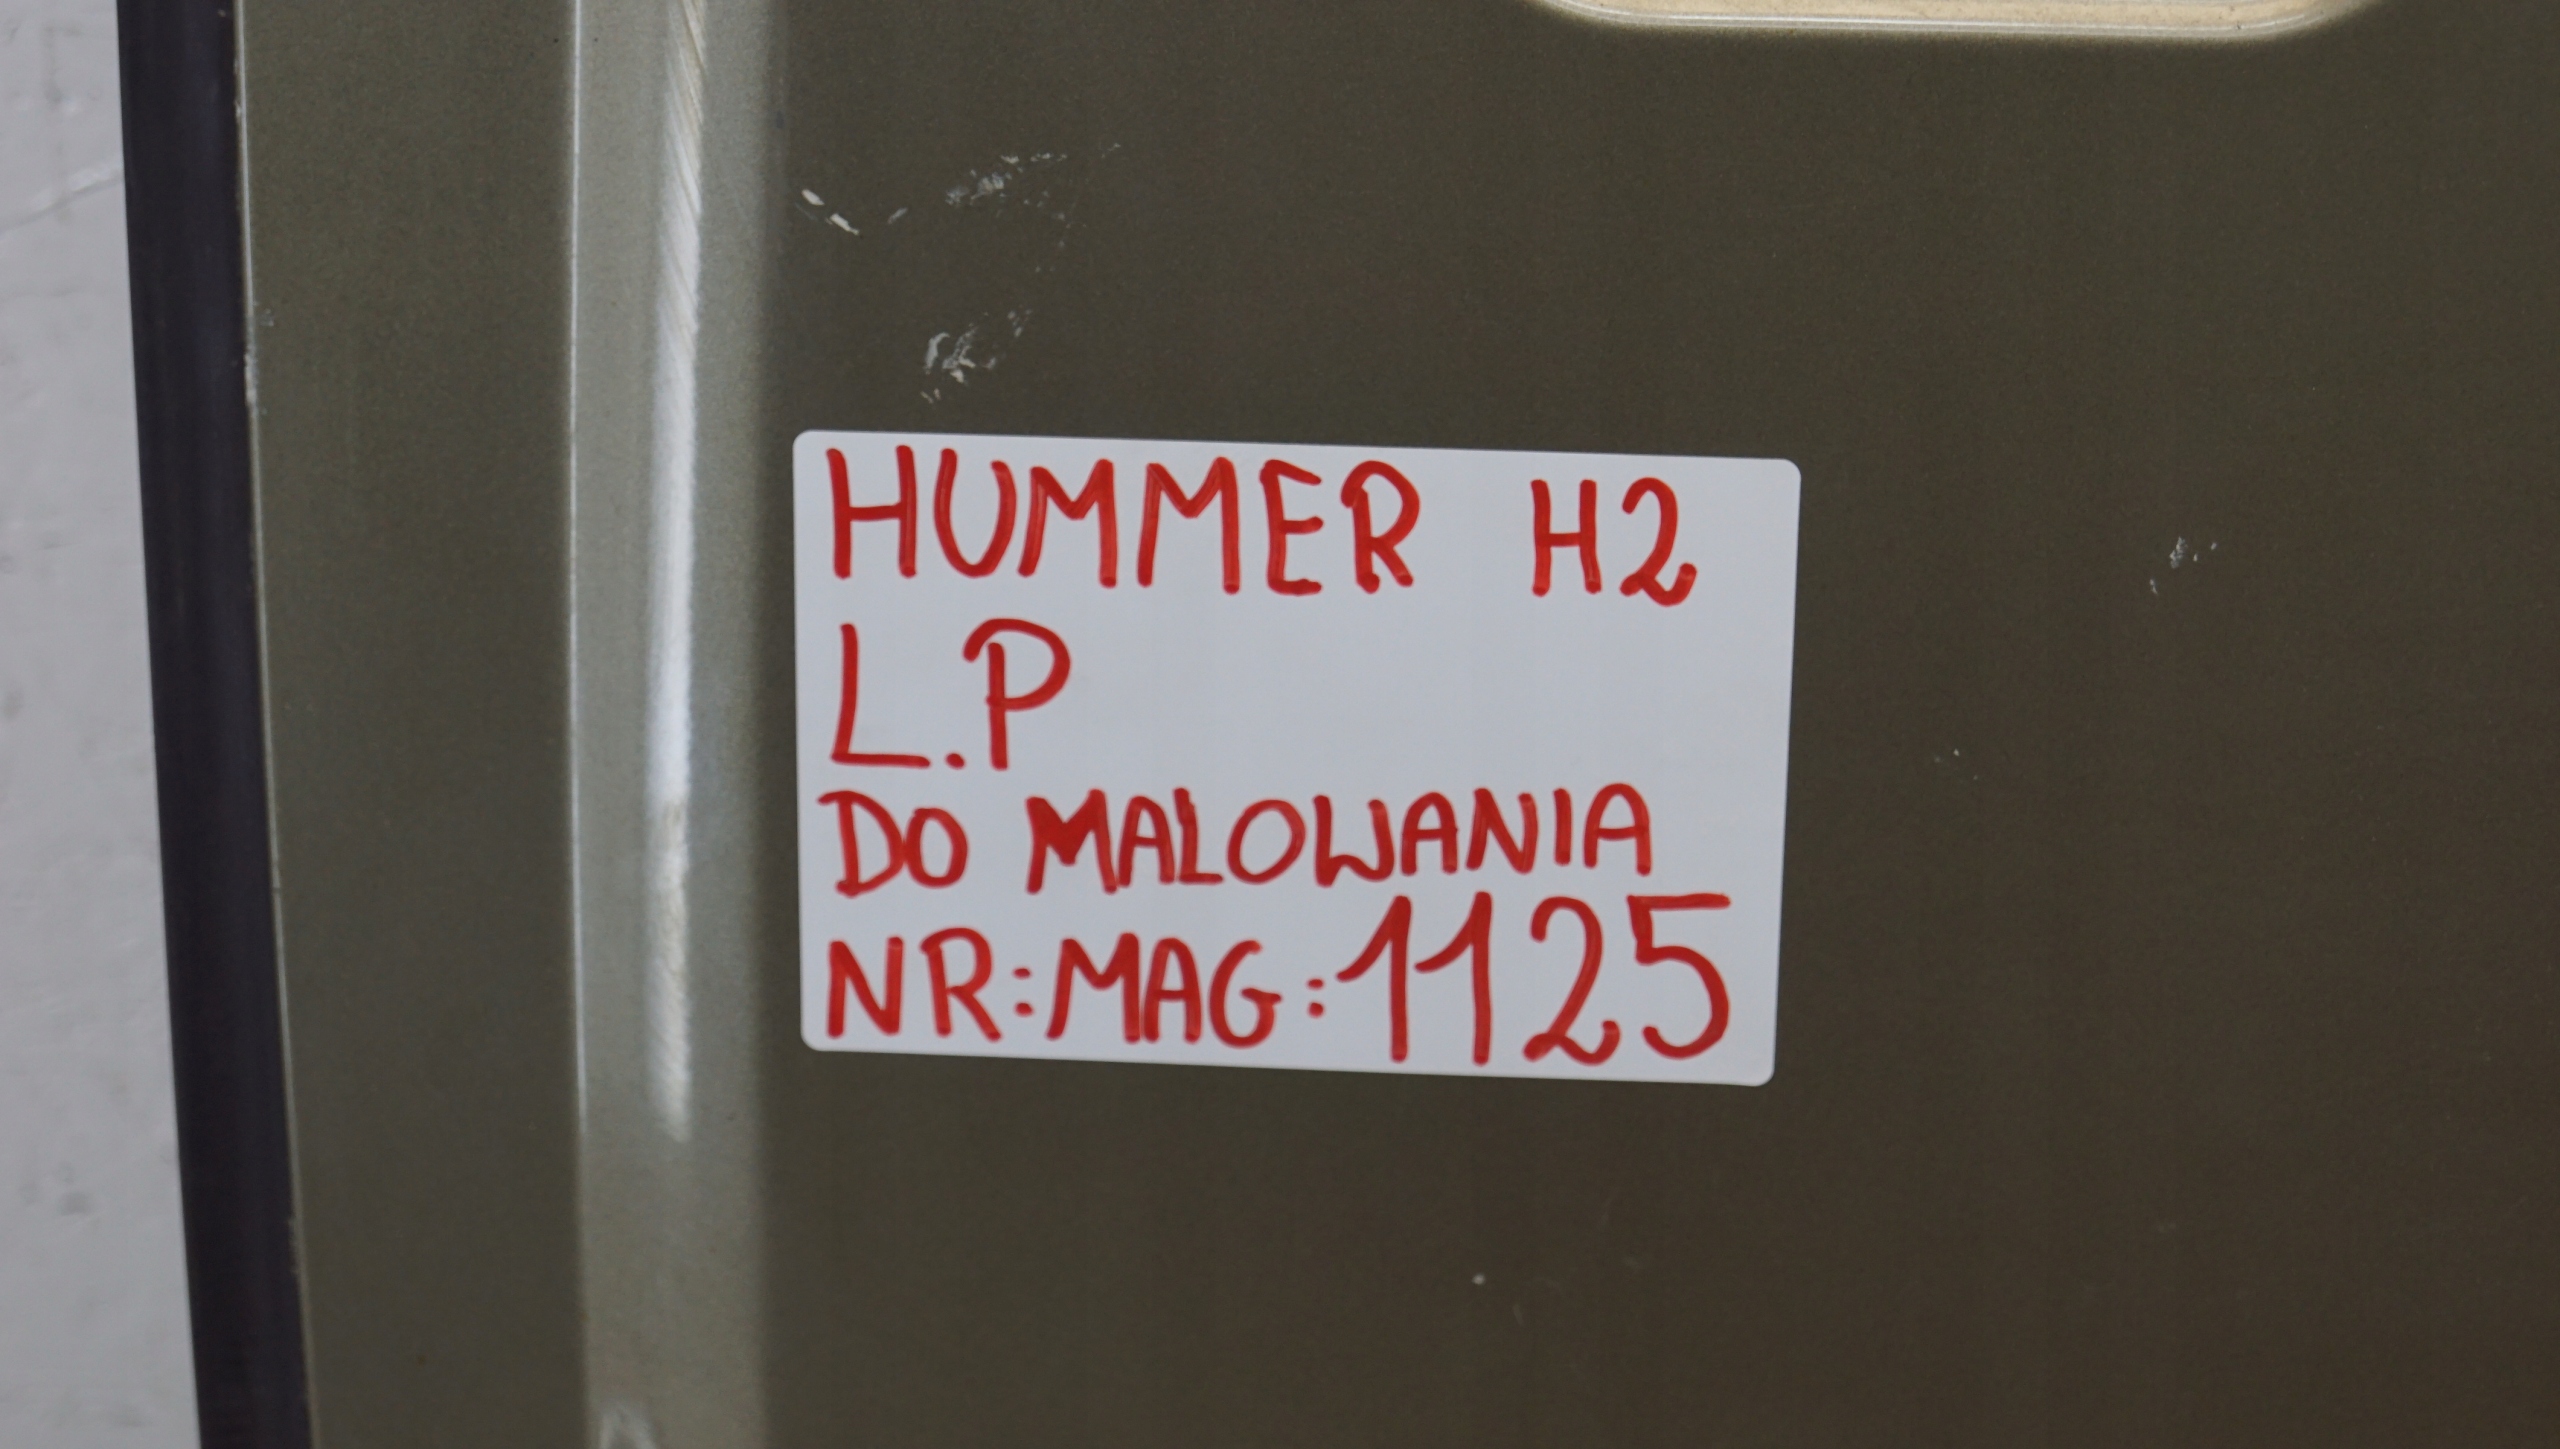 HUMMER H2
L.P
DO MALOWANIA
NR:MAG:1125